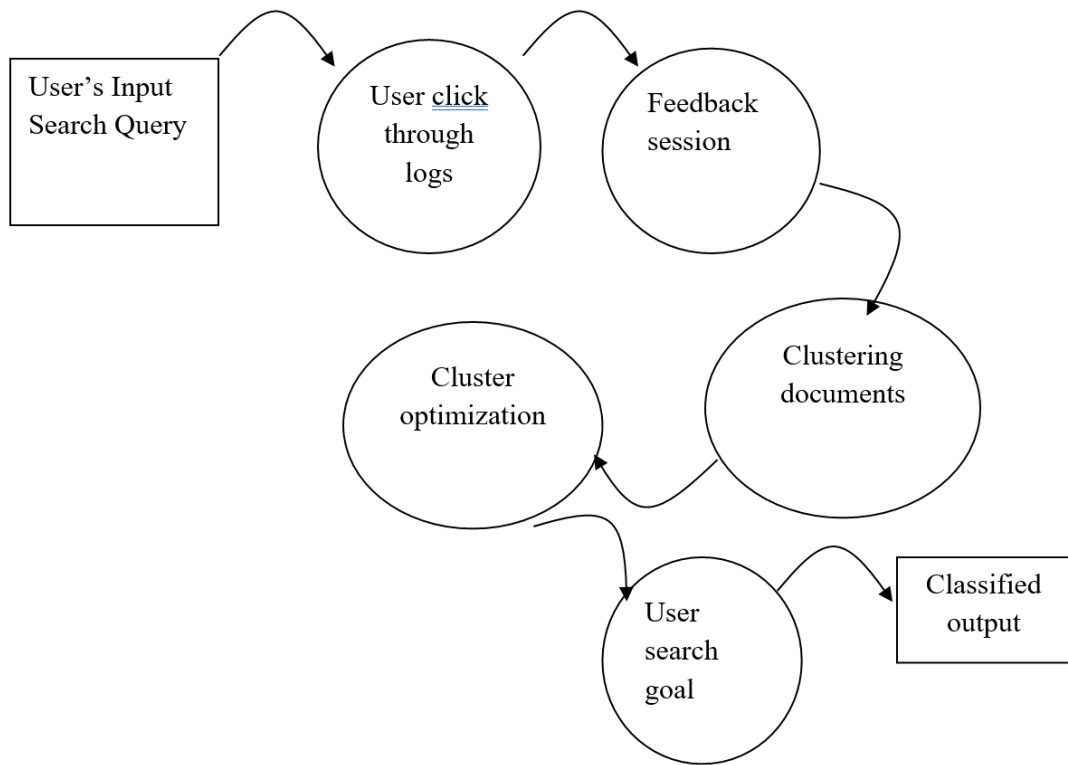 User’s Input
Search Query
User click
through
logs
Feedback
session
Clustering
documents
Cluster
optimization
User
search
goal
Classified
output